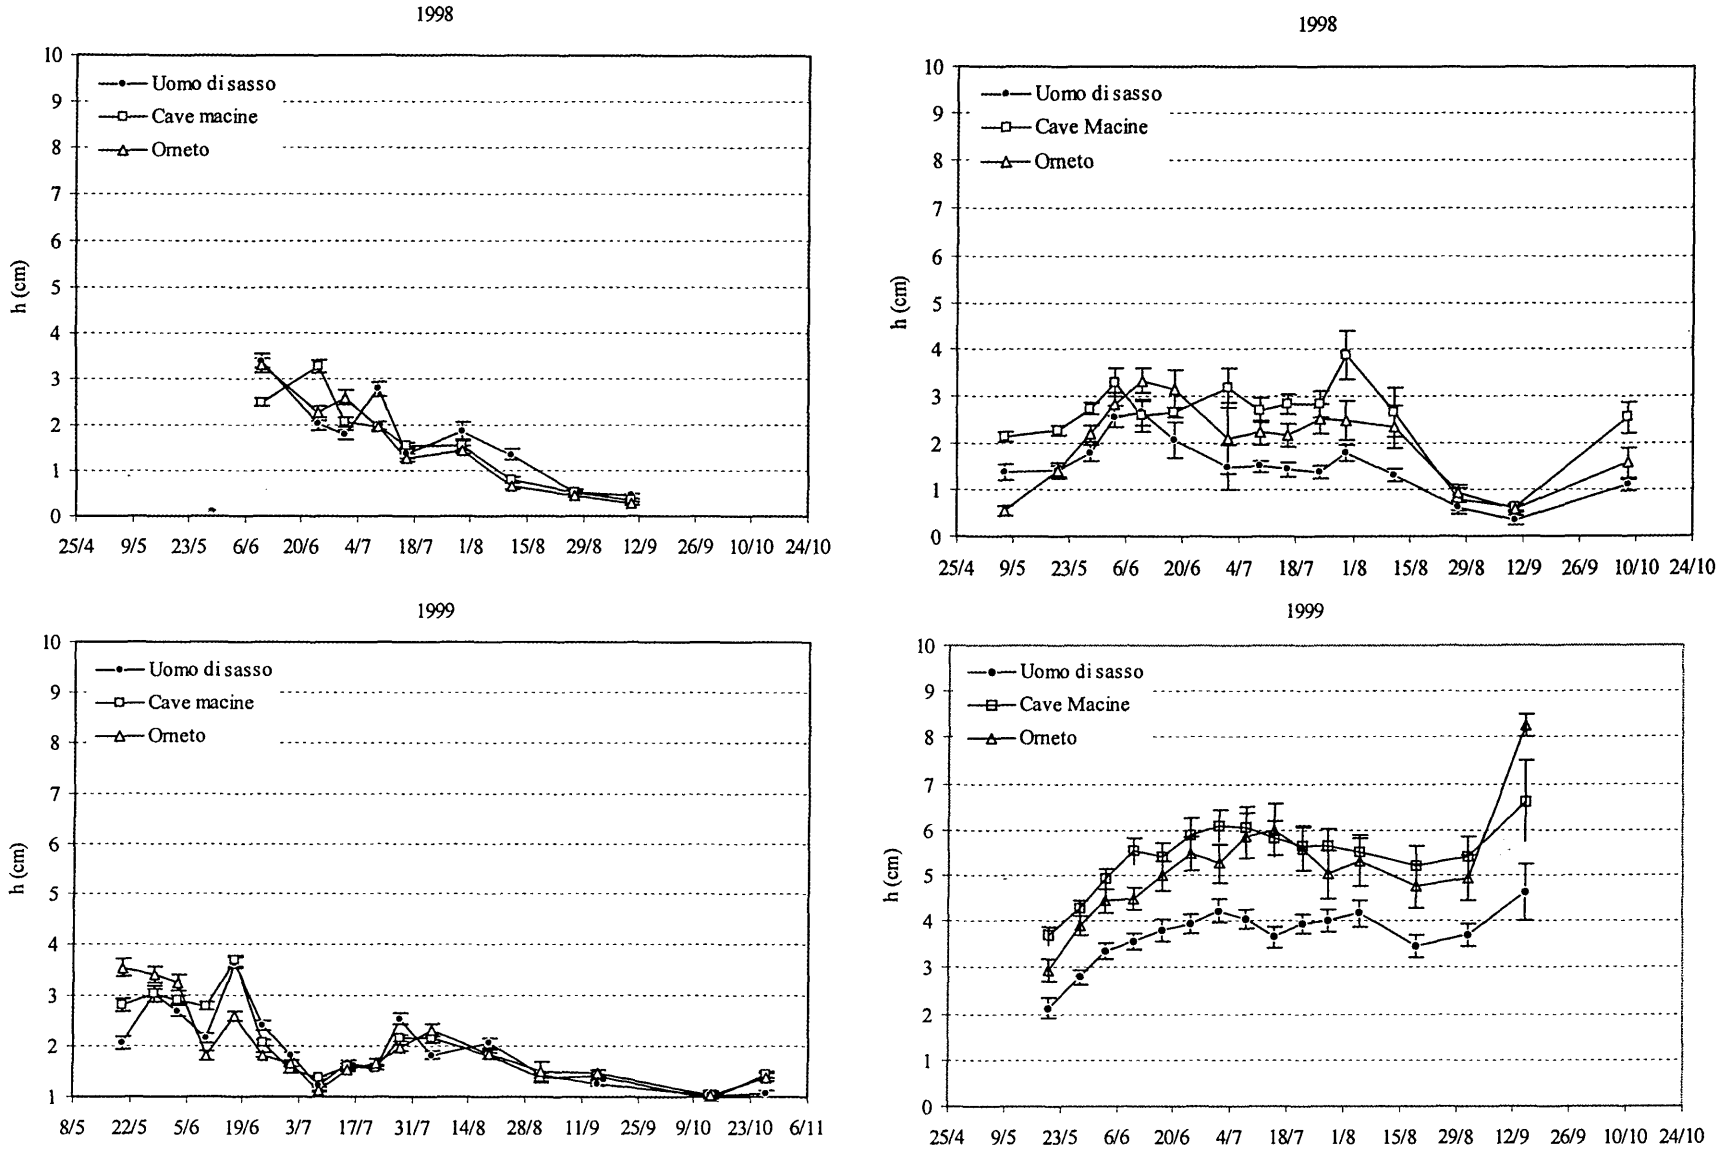 1998
10
9
8
7
6
5
4
3
2
1
0
h (cm)
Uomo di sasso
Cave macine
Orneto
25/4 9/5 23/5 6/6 20/6 4/7 18/7 1/8 15/8 29/8 12/9 26/9 10/10 24/10
1998
10
9
8
7
6
5
4
3
2
1
0
h (cm)
Uomo di sasso
Cave Macine
Orneto
25/4 9/5 23/5 6/6 20/6 4/7 18/7 1/8 15/8 29/8 12/9 26/9 10/10 24/10
1999
10
9
8
7
6
5
4
3
2
1
h (cm)
Uomo di sasso
Cave macine
Orneto
8/5 22/5 5/6 19/6 3/7 17/7 31/7 14/8 28/8 11/9 25/9 9/10 23/10 6/11
1999
10
9
8
7
6
5
4
3
2
1
0
h (cm)
Uomo di sasso
Cave Macine
Orneto
25/4 9/5 23/5 6/6 20/6 4/7 18/7 1/8 15/8 29/8 12/9 26/9 10/10 24/10